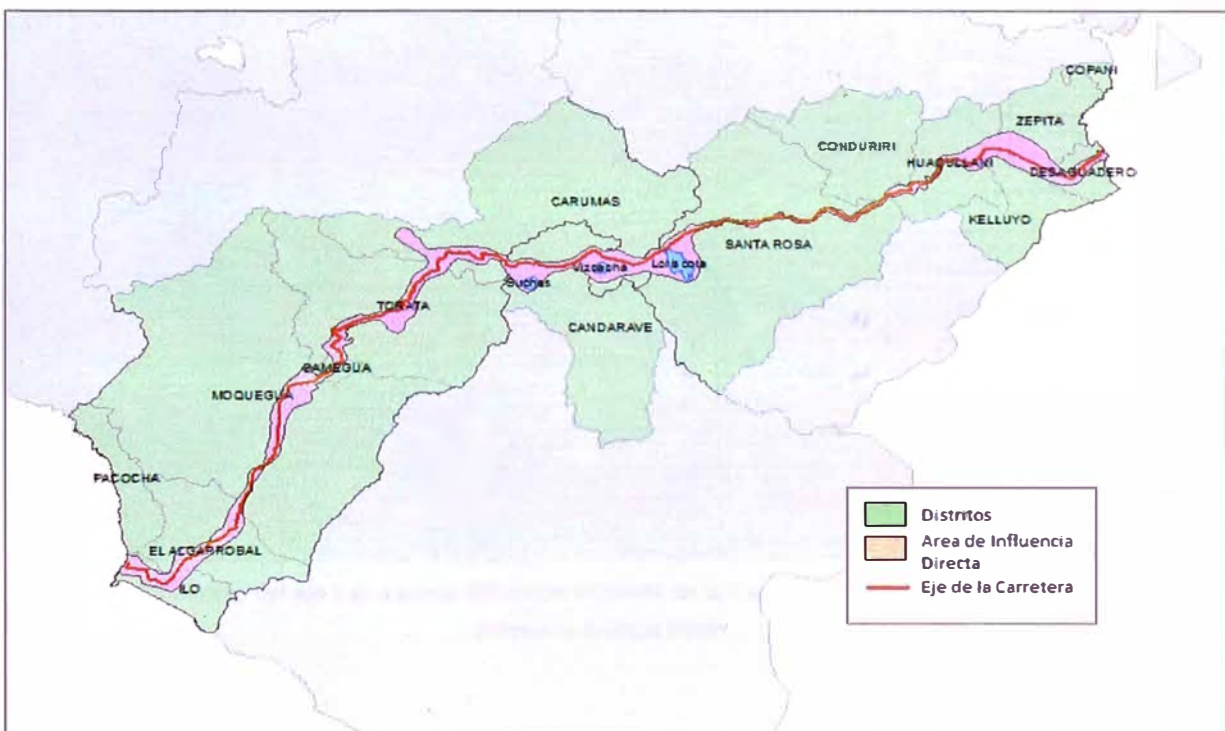 COPANI
ZEPITA
CONDURIRI
HUACULLANI
DESAGUADERO
CARUMAS
KELLUYO
SANTA ROSA
Vizcacha
Loriscota
Suches
TORATA
CANDARAVE
SAMEGUA
MOQUEGUA
PACOCHA
EL ALGARROBAL
ILO
Distritos
Area de Influencia
Directa
Eje de la Carretera